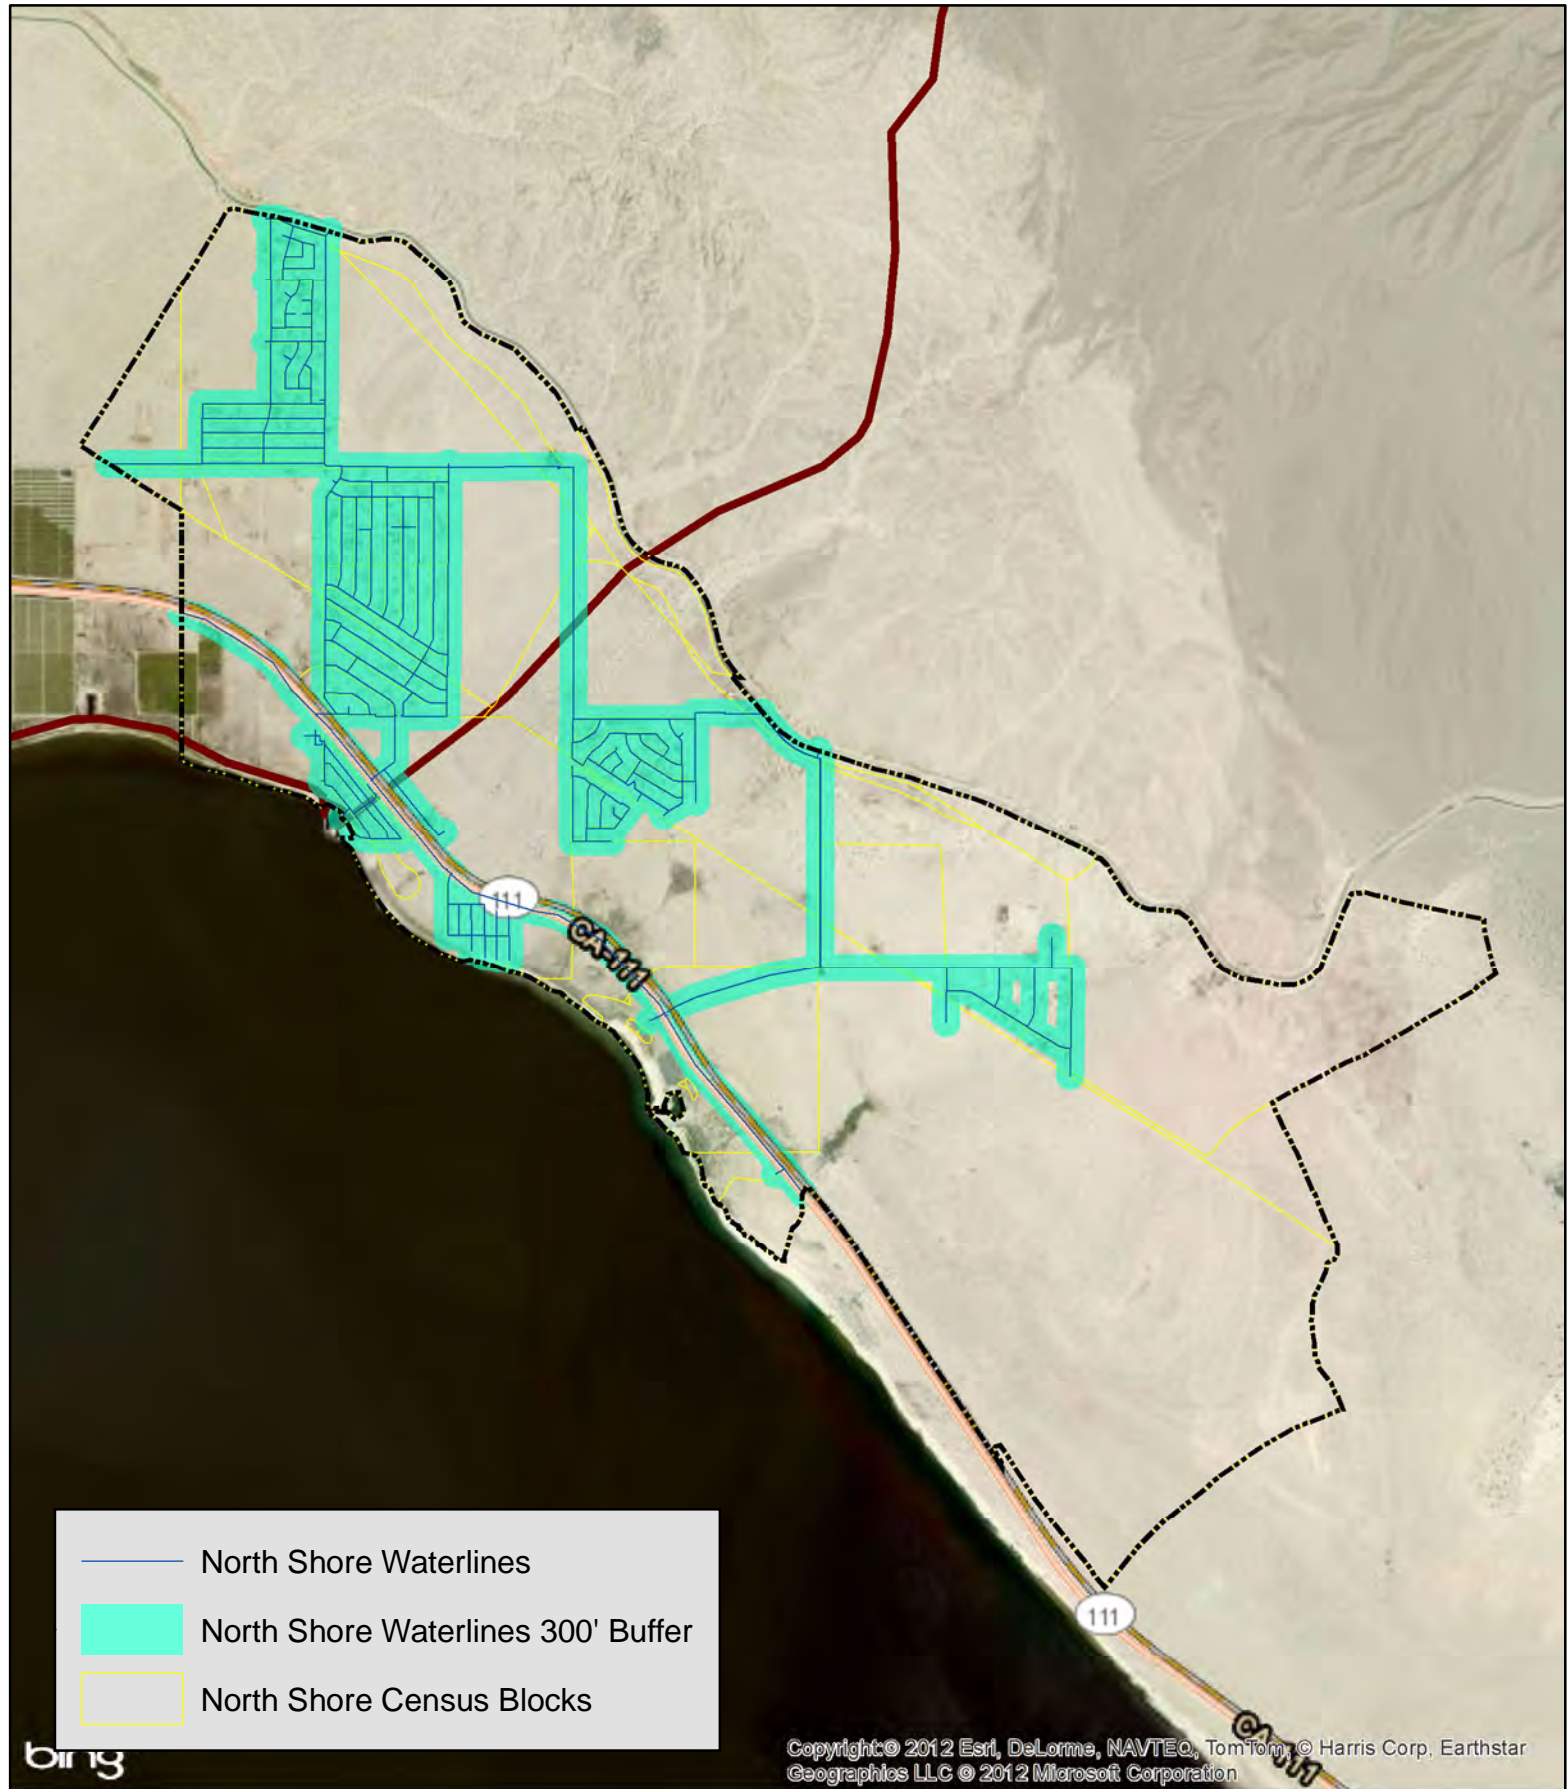 111
CA-111
North Shore Waterlines
North Shore Waterlines 300' Buffer
North Shore Census Blocks
111
CA-111
bing
Copyright:© 2012 Esri, DeLorme, NAVTEQ, TomTom, © Harris Corp, Earthstar
Geographics LLC © 2012 Microsoft Corporation